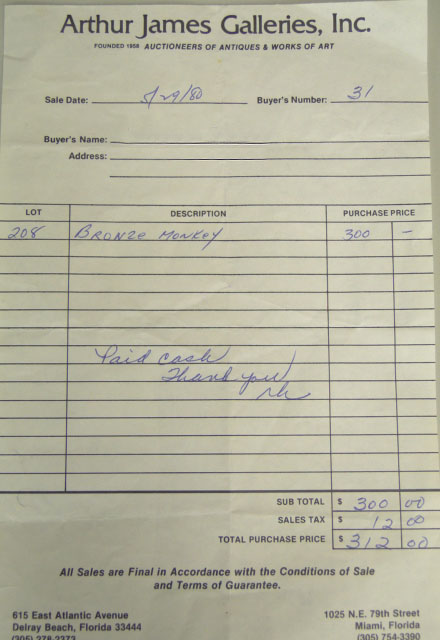 Arthur James Galleries, Inc.
FOUNDED 1958 AUCTIONEERS OF ANTIQUES & WORKS OF ART
Sale Date: 5/29/80 Buyer's Number: 31
Buyer's Name:
Address:
LOT DESCRIPTION PURCHASE PRICE
208 BRONZE MONKEY 300 -
Paid cash
Thank you
SUB TOTAL $ 300 00
SALES TAX $ 12 00
TOTAL PURCHASE PRICE $ 312 00
All Sales are Final in Accordance with the Conditions of Sale
and Terms of Guarantee.
615 East Atlantic Avenue 1025 N.E. 79th Street
Delray Beach, Florida 33444 Miami, Florida
(305) 278-2373 (305) 754-3390